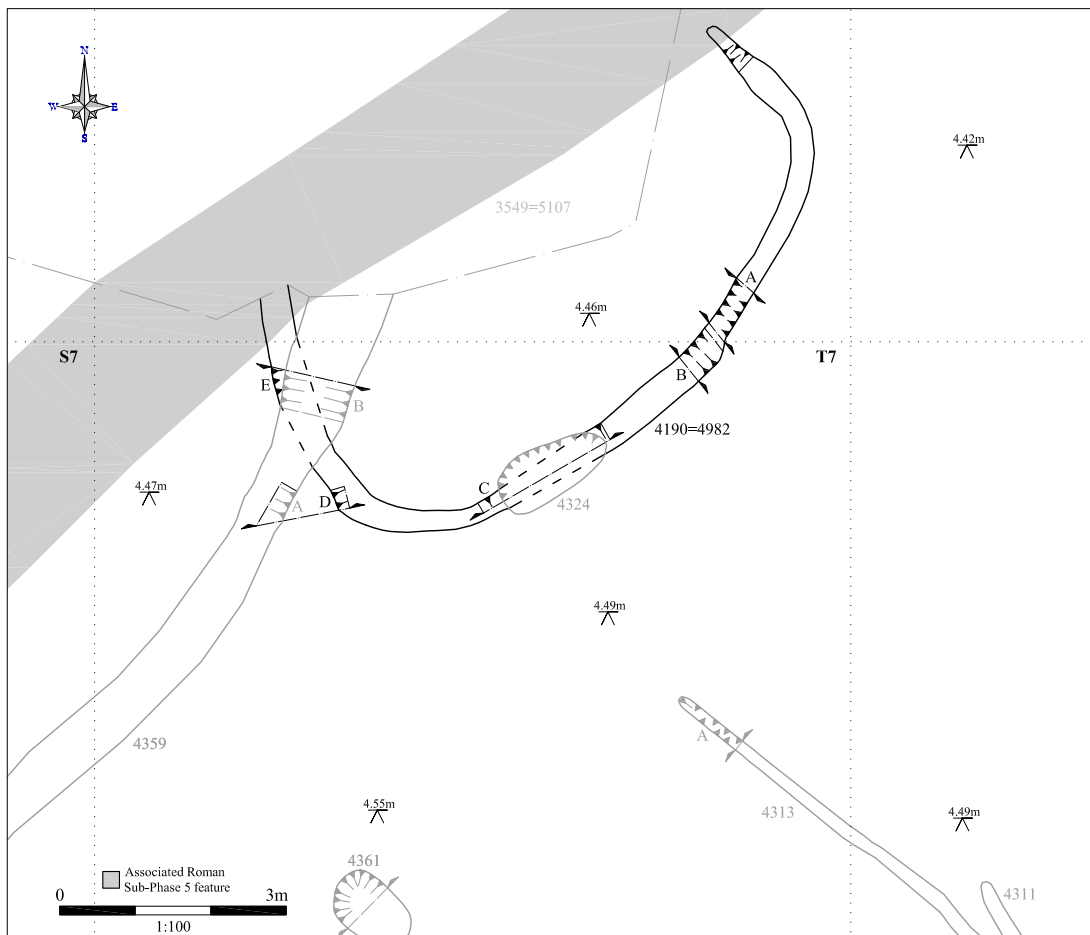 N
W E
S
4.42m
3549=5107
4.46m
A
S7
T7
B
E
B
4190=4982
4.47m
C
D
A
4324
4.49m
A
4359
4313
4.55m
4.49m
4361
4311
Associated Roman
Sub-Phase 5 feature
0 3m
1:100